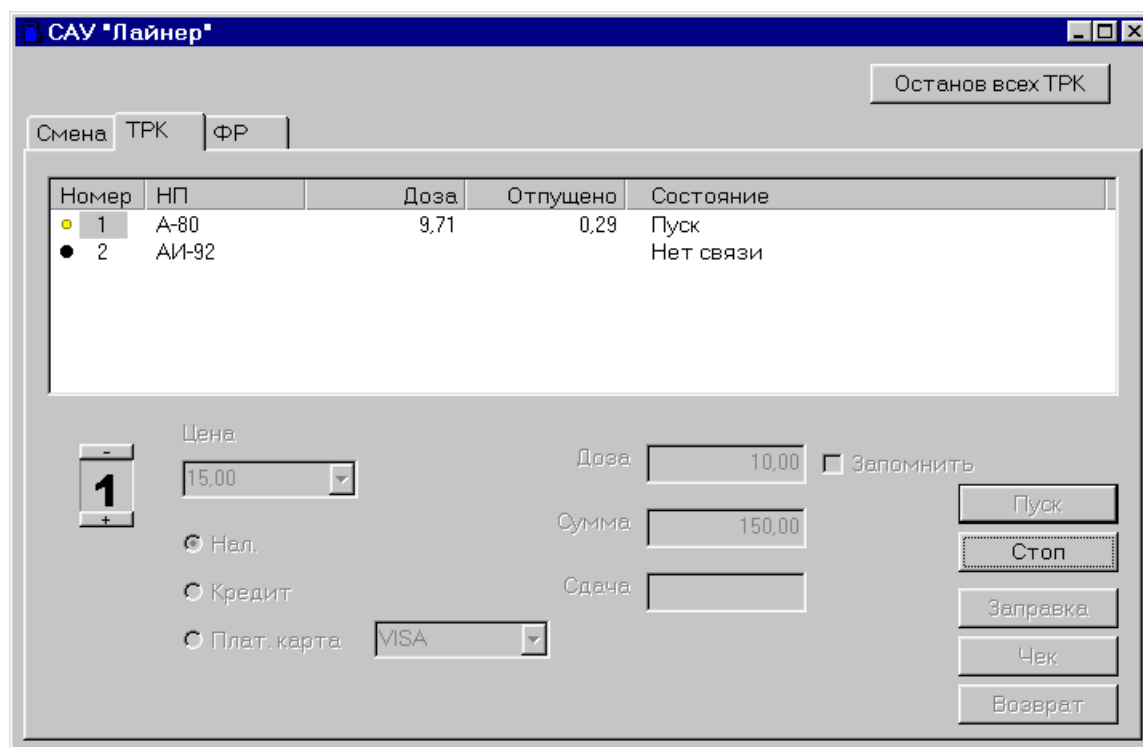 САУ "Лайнер"
Останов всех ТРК
Смена ТРК ФР
Номер НП Доза Отпущено Состояние
1 А-80 9,71 0,29 Пуск
2 АИ-92 Нет связи
-
1
+
Цена
15,00
Нал.
Кредит
Плат. карта VISA
Доза 10,00 Запомнить
Сумма 150,00
Сдача
Пуск
Стоп
Заправка
Чек
Возврат